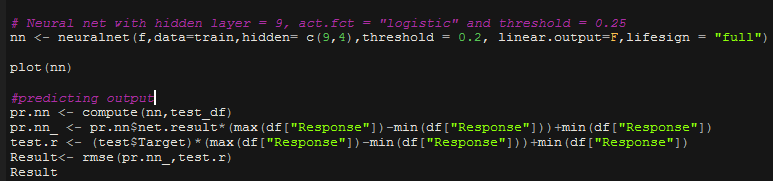 # Neural net with hidden layer = 9, act.fct = "logistic" and threshold = 0.25
nn <- neuralnet(f,data=train,hidden= c(9,4),threshold = 0.2, linear.output=F,lifesign = "full")
plot(nn)
#predicting output
pr.nn <- compute(nn,test_df)
pr.nn_ <- pr.nn$net.result*(max(df["Response"])-min(df["Response"]))+min(df["Response"])
test.r <- (test$Target)*(max(df["Response"])-min(df["Response"]))+min(df["Response"])
Result<- rmse(pr.nn_,test.r)
Result